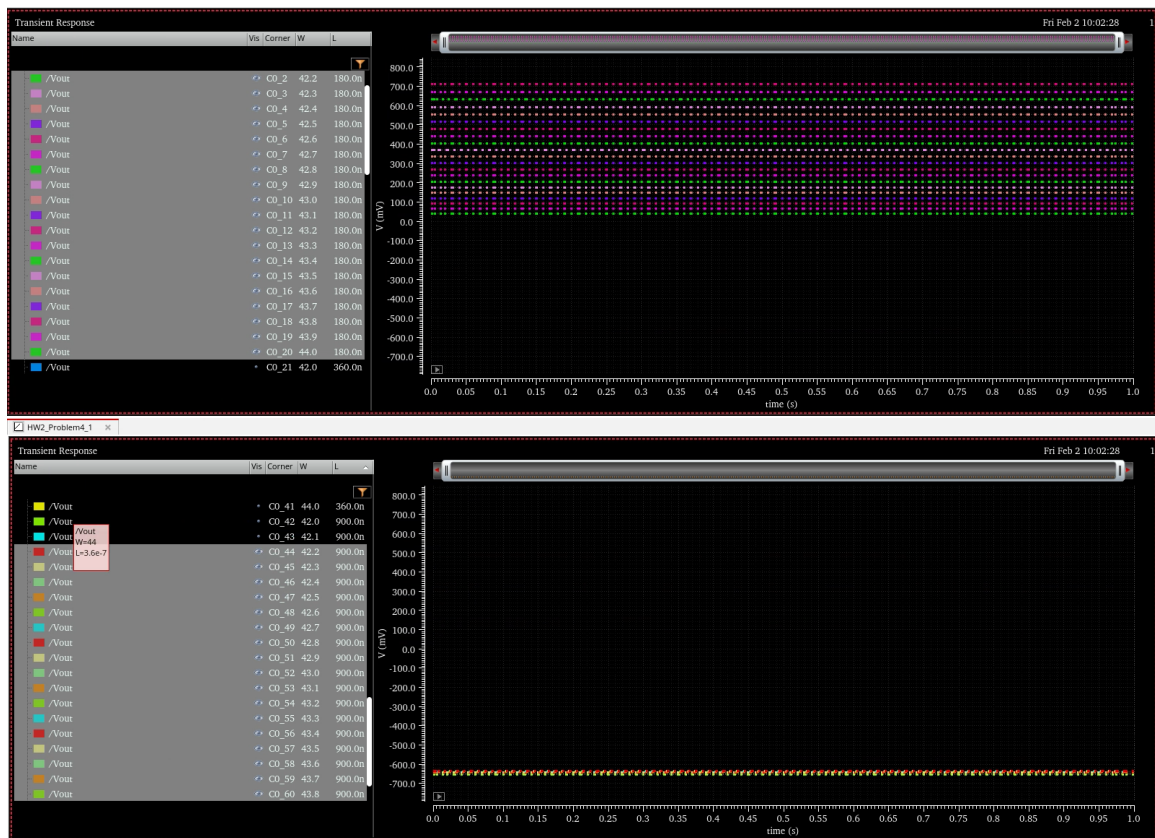 Transient Response Fri Feb 2 10:02:28 1
Name Vis Corner W L
/Vout C0_2 42.2 180.0n
/Vout C0_3 42.3 180.0n
/Vout C0_4 42.4 180.0n
/Vout C0_5 42.5 180.0n
/Vout C0_6 42.6 180.0n
/Vout C0_7 42.7 180.0n
/Vout C0_8 42.8 180.0n
/Vout C0_9 42.9 180.0n
/Vout C0_10 43.0 180.0n
/Vout C0_11 43.1 180.0n
/Vout C0_12 43.2 180.0n
/Vout C0_13 43.3 180.0n
/Vout C0_14 43.4 180.0n
/Vout C0_15 43.5 180.0n
/Vout C0_16 43.6 180.0n
/Vout C0_17 43.7 180.0n
/Vout C0_18 43.8 180.0n
/Vout C0_19 43.9 180.0n
/Vout C0_20 44.0 180.0n
/Vout C0_21 42.0 360.0n
800.0
700.0
600.0
500.0
400.0
300.0
200.0
100.0
0.0
-100.0
-200.0
-300.0
-400.0
-500.0
-600.0
-700.0
V (mV)
0.0 0.05 0.1 0.15 0.2 0.25 0.3 0.35 0.4 0.45 0.5 0.55 0.6 0.65 0.7 0.75 0.8 0.85 0.9 0.95 1.0
time (s)
HW2_Problem4_1 ×
Transient Response Fri Feb 2 10:02:28 1
Name Vis Corner W L
/Vout C0_41 44.0 360.0n
/Vout C0_42 42.0 900.0n
/Vout C0_43 42.1 900.0n
/Vout C0_44 42.2 900.0n
/Vout C0_45 42.3 900.0n
/Vout C0_46 42.4 900.0n
/Vout C0_47 42.5 900.0n
/Vout C0_48 42.6 900.0n
/Vout C0_49 42.7 900.0n
/Vout C0_50 42.8 900.0n
/Vout C0_51 42.9 900.0n
/Vout C0_52 43.0 900.0n
/Vout C0_53 43.1 900.0n
/Vout C0_54 43.2 900.0n
/Vout C0_55 43.3 900.0n
/Vout C0_56 43.4 900.0n
/Vout C0_57 43.5 900.0n
/Vout C0_58 43.6 900.0n
/Vout C0_59 43.7 900.0n
/Vout C0_60 43.8 900.0n
/Vout
W=44
L=3.6e-7
800.0
700.0
600.0
500.0
400.0
300.0
200.0
100.0
0.0
-100.0
-200.0
-300.0
-400.0
-500.0
-600.0
-700.0
V (mV)
0.0 0.05 0.1 0.15 0.2 0.25 0.3 0.35 0.4 0.45 0.5 0.55 0.6 0.65 0.7 0.75 0.8 0.85 0.9 0.95 1.0
time (s)